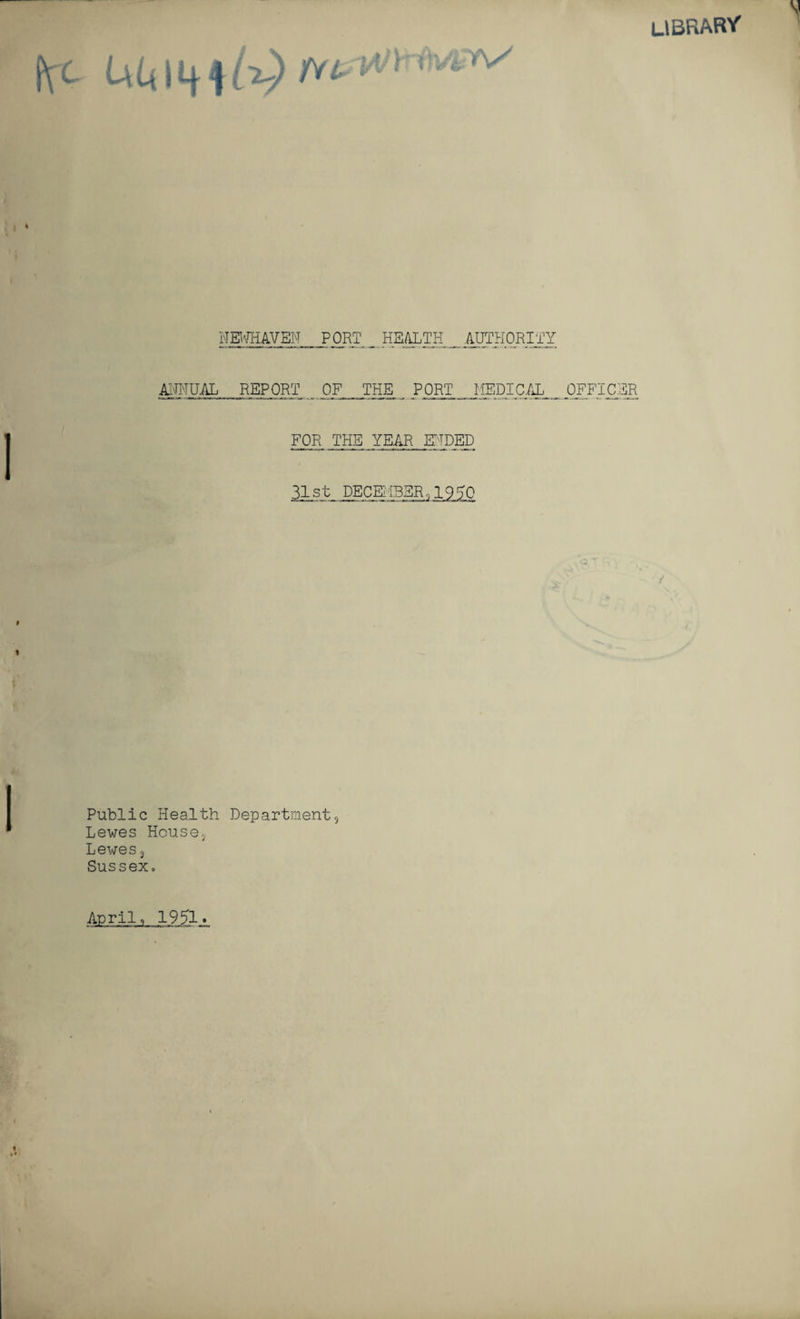 LIBRARY
NEWHAVEN PORT HEALTH AUTHORITY
ANNUAL REPORT OF THE PORT MEDICAL OFFICER
FOR THE YEAR ENDED
31st DECEMBER, 1950
LIBRARY
Public Health Department,
Lewes House,
Lewes,
Sussex.
April, 1951.